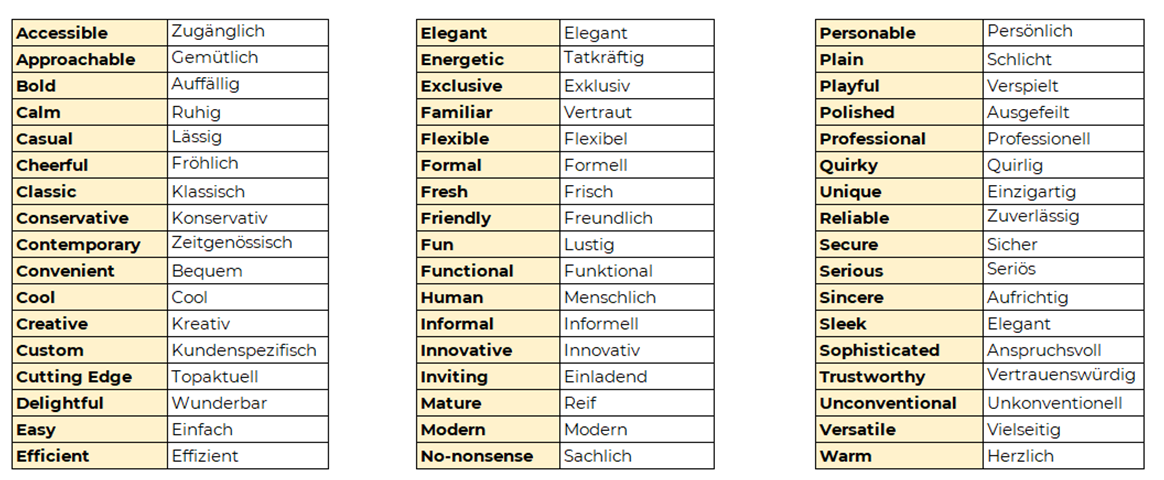 Accessible Zugänglich
Approachable Gemütlich
Bold Auffällig
Calm Ruhig
Casual Lässig
Cheerful Fröhlich
Classic Klassisch
Conservative Konservativ
Contemporary Zeitgenössisch
Convenient Bequem
Cool Cool
Creative Kreativ
Custom Kundenspezifisch
Cutting Edge Topaktuell
Delightful Wunderbar
Easy Einfach
Efficient Effizient
Elegant Elegant
Energetic Tatkräftig
Exclusive Exklusiv
Familiar Vertraut
Flexible Flexibel
Formal Formell
Fresh Frisch
Friendly Freundlich
Fun Lustig
Functional Funktional
Human Menschlich
Informal Informell
Innovative Innovativ
Inviting Einladend
Mature Reif
Modern Modern
No-nonsense Sachlich
Personable Persönlich
Plain Schlicht
Playful Verspielt
Polished Ausgefeilt
Professional Professionell
Quirky Quirlig
Unique Einzigartig
Reliable Zuverlässig
Secure Sicher
Serious Seriös
Sincere Aufrichtig
Sleek Elegant
Sophisticated Anspruchsvoll
Trustworthy Vertrauenswürdig
Unconventional Unkonventionell
Versatile Vielseitig
Warm Herzlich